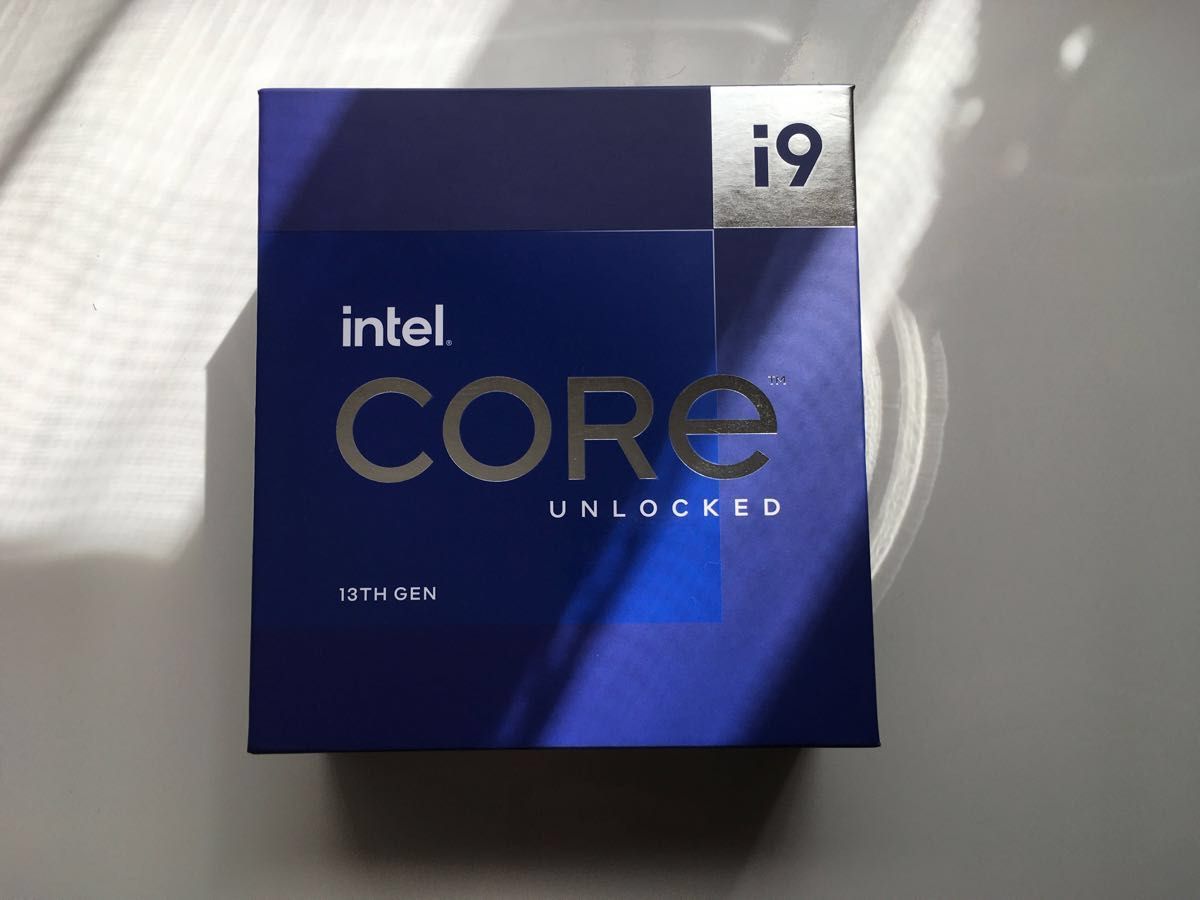 i9
intel®
CORe™
UNLOCKED
13TH GEN